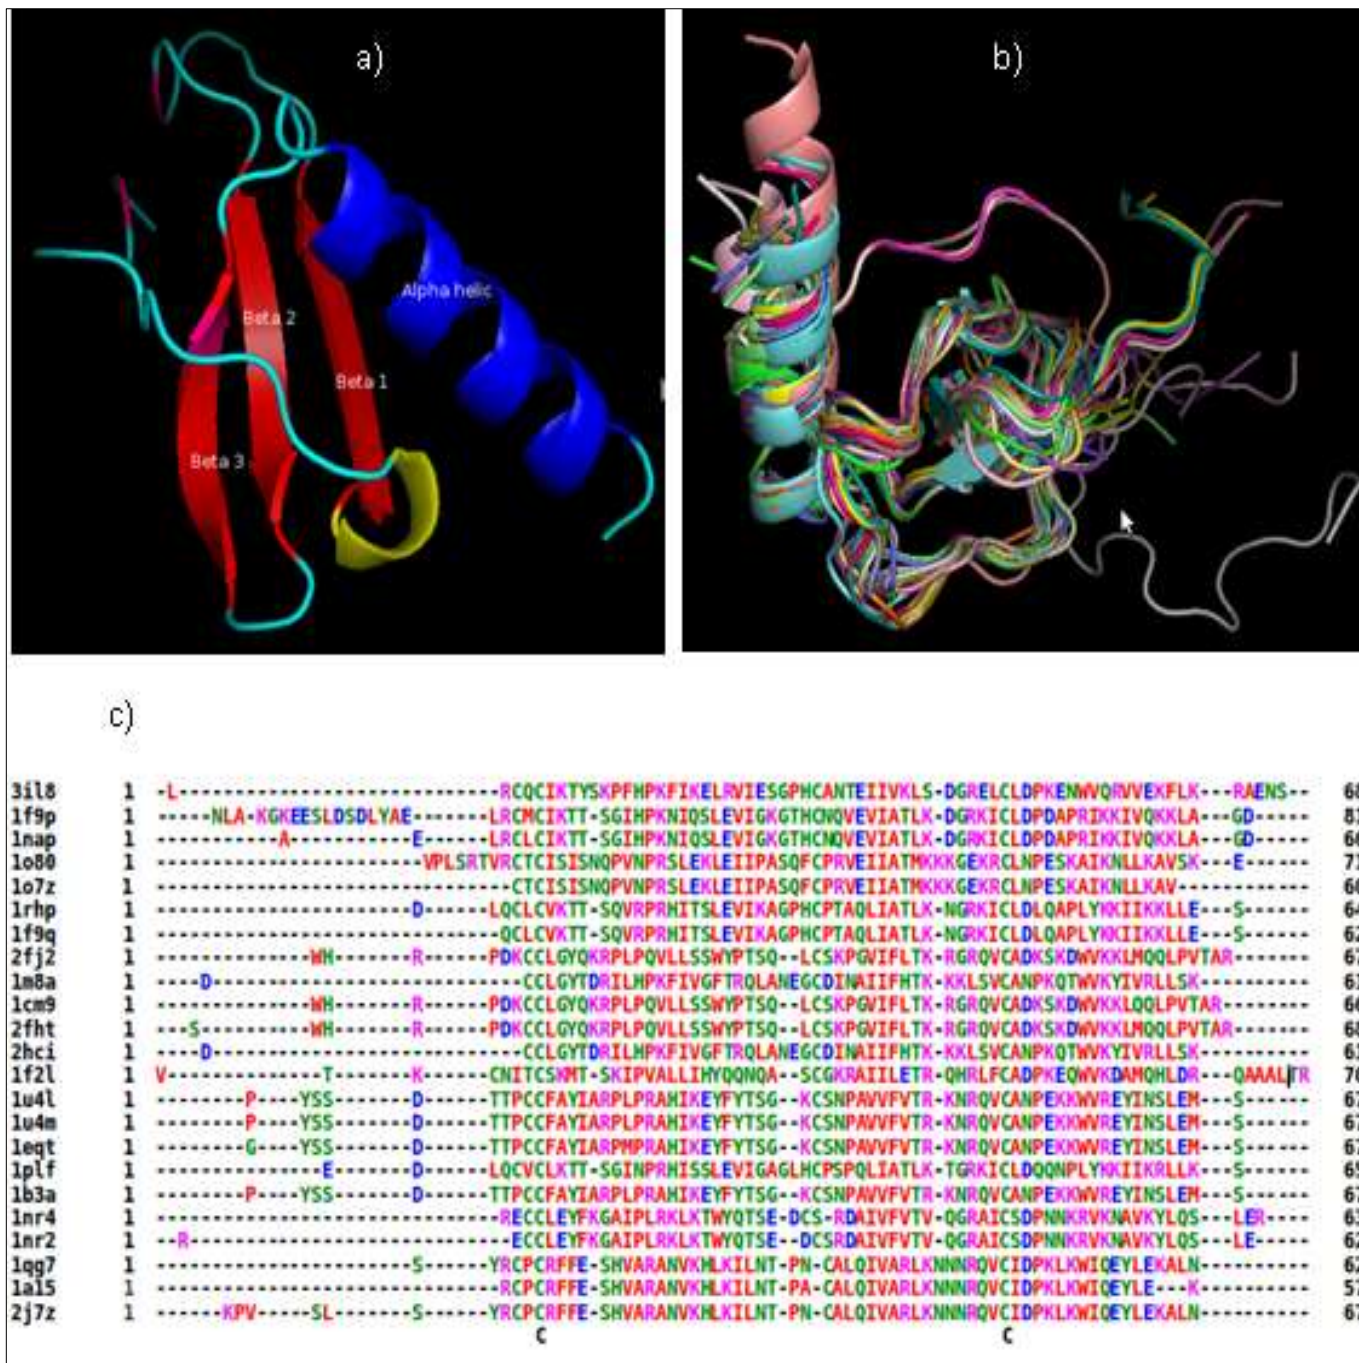 a)
b)
Alpha helic
Beta 2
Beta 1
Beta 3
c)
3il8 1 -L-----------------------------RCQCIKTYSKPFHPKFIKELRVIESGPHCANTEIIVKLS-DGRELCLDPKENWVQRVVEKFLK---RAENS--
1f9p 1 -----NLA-KGKEESLDSDLYAE-------LRCMCIKTT-SGIHPKNIQSLEVIGKGTHCNQVEVIATLK-DGRKICLDPDAPRIKKIVQKKLA---GD-----
1nap 1 -----------A-----------E------LRCLCIKTT-SGIHPKNIQSLEVIGKGTHCNQVEVIATLK-DGRKICLDPDAPRIKKIVQKKLA---GD-----
1o80 1 ------------------------VPLSRTVRCTCISISNQPVNPRSLEKLEIIPASQFCPRVEIIATMKKKGEKRCLNPESKAIKNLLKAVSK---E------
1o7z 1 --------------------------------CTCISISNQPVNPRSLEKLEIIPASQFCPRVEIIATMKKKGEKRCLNPESKAIKNLLKAV------------
1rhp 1 -----------------------D------LQCLCVKTT-SQVRPRHITSLEVIKAGPHCPTAQLIATLK-NGRKICLDLQAPLYKKIIKKLLE---S------
1f9q 1 -------------------------------QCLCVKTT-SQVRPRHITSLEVIKAGPHCPTAQLIATLK-NGRKICLDLQAPLYKKIIKKLLE---S------
2fj2 1 --------------WH-------R------PDKCCLGYQKRPLPQVLLSSWYPTSQ--LCSKPGVIFLTK-RGRQVCADKSKDWVKKLMQQLPVTAR-------
1m8a 1 ----D----------------------------CCLGYTDRILHPKFIVGFTRQLANEGCDINAIIFHTK-KKLSVCANPKQTWVKYIVRLLSK----------
1cm9 1 --------------WH-------R------PDKCCLGYQKRPLPQVLLSSWYPTSQ--LCSKPGVIFLTK-RGRQVCADKSKDWVKKLQQLPVTAR--------
2fht 1 ---S----------WH-------R------PDKCCLGYQKRPLPQVLLSSWYPTSQ--LCSKPGVIFLTK-RGRQVCADKSKDWVKKLMQQLPVTAR-------
2hci 1 ----D----------------------------CCLGYTDRILHPKFIVGFTRQLANEGCDINAIIFHTK-KKLSVCANPKQTWVKYIVRLLSK----------
1f2l 1 V--------------T-------K------CNITCSKMT-SKIPVALLIHYQQNQA--SCGKRAIILETR-QHRLFCADPKEQWVKDAMQHLDR---QAAALTR
1u4l 1 --------P----YSS-------D------TTPCCFAYIARPLPRAHIKEYFYTSG--KCSNPAVVFVTR-KNRQVCANPEKKWVREYINSLEM---S------
1u4m 1 --------P----YSS-------D------TTPCCFAYIARPLPRAHIKEYFYTSG--KCSNPAVVFVTR-KNRQVCANPEKKWVREYINSLEM---S------
1eqt 1 --------G----YSS-------D------TTPCCFAYIARPMPRAHIKEYFYTSG--KCSNPAVVFVTR-KNRQVCANPEKKWVREYINSLEM---S------
1plf 1 ---------------E-------D------LQCVCLKTT-SGINPRHISSLEVIGAGLHCPSPQLIATLK-TGRKICLDQQNPLYKKIIKRLLK---S------
1b3a 1 --------P----YSS-------D------TTPCCFAYIARPLPRAHIKEYFYTSG--KCSNPAVVFVTR-KNRQVCANPEKKWVREYINSLEM---S------
1nr4 1 -------------------------------RECCLEYFKGAIPLRKLKTWYQTSE-DCS-RDAIVFVTV-QGRAICSDPNNKRVKNAVKYLQS---LER----
1nr2 1 --R-----------------------------ECCLEYFKGAIPLRKLKTWYQTSE--DCSRDAIVFVTV-QGRAICSDPNNKRVKNAVKYLQS---LE-----
1qg7 1 -----------------------S------YRCPCRFFE-SHVARANVKHLKILNT-PN-CALQIVARLKNNNRQVCIDPKLKWIQEYLEKALN----------
1a15 1 -------------------------------RCPCRFFE-SHVARANVKHLKILNT-PA-CALQIVARLKNNNRQVCIDPKLKWIQEYLE---K----------
2j7z 1 ------KPV-----SL-------S------YRCPCRFFE-SHVARANVKHLKILNT-PN-CALQIVARLKNNNRQVCIDPKLKWIQEYLEKALN----------
C C